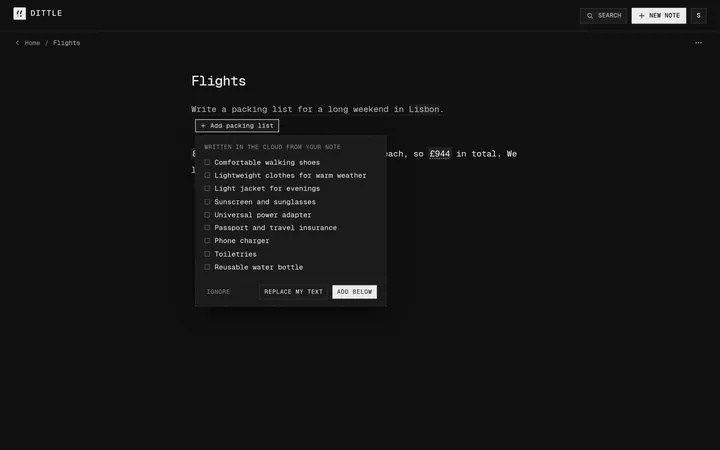 DITTLE
SEARCH
+ NEW NOTE
S
Home / Flights
...
Flights
Write a packing list for a long weekend in Lisbon.
+ Add packing list
WRITTEN IN THE CLOUD FROM YOUR NOTE
each, so £944 in total. We
Comfortable walking shoes
Lightweight clothes for warm weather
Light jacket for evenings
Sunscreen and sunglasses
Universal power adapter
Passport and travel insurance
Phone charger
Toiletries
Reusable water bottle
IGNORE
REPLACE MY TEXT
ADD BELOW